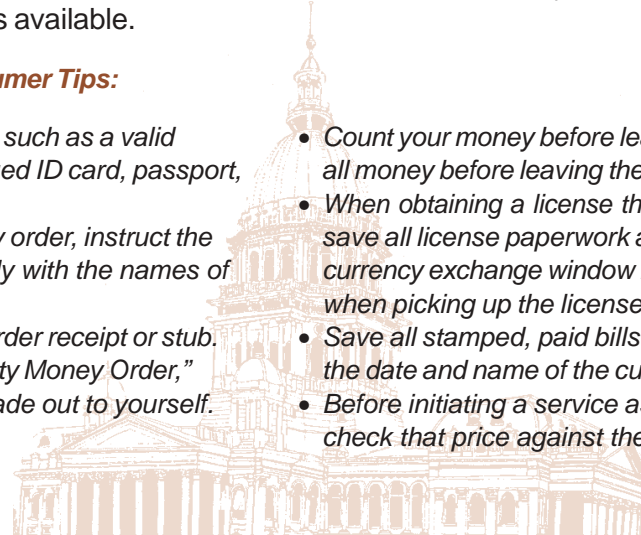 s available.
umer Tips:
such as a valid
ed ID card, passport,
y order, instruct the
ly with the names of
rder receipt or stub.
ty Money Order,”
ade out to yourself.
• Count your money before lea
all money before leaving the
• When obtaining a license th
save all license paperwork a
currency exchange window
when picking up the license
• Save all stamped, paid bills
the date and name of the cu
• Before initiating a service a
check that price against the